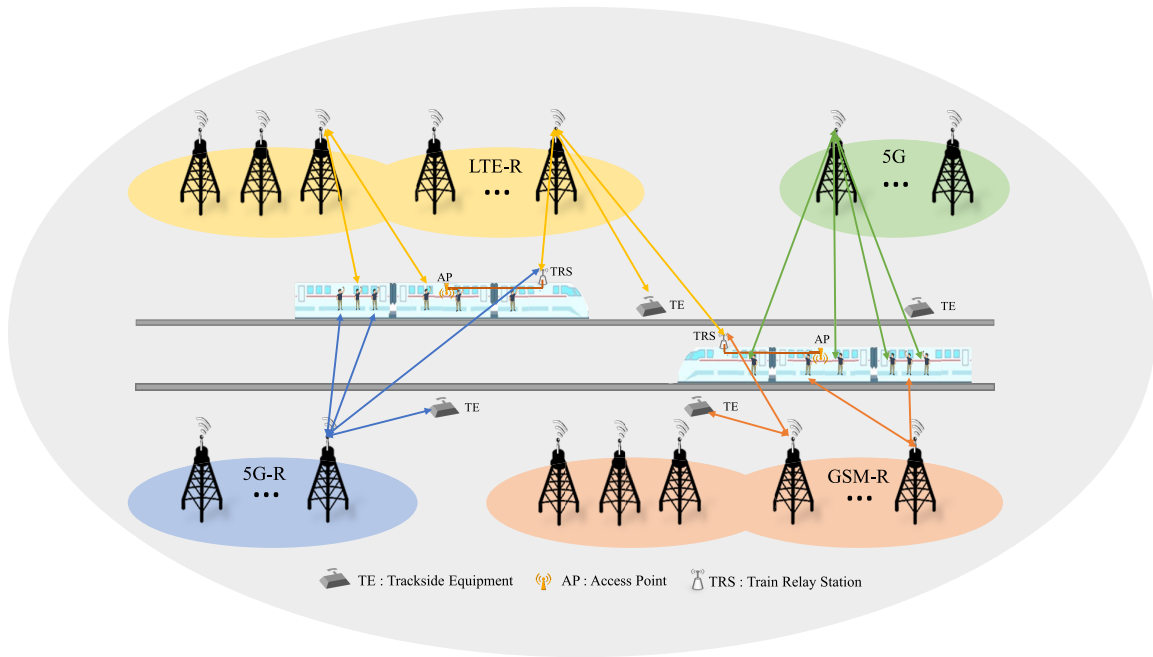 LTE-R
...
5G
...
AP
TRS
TE
TE
TRS
AP
TE
TE
5G-R
...
GSM-R
...
TE : Trackside Equipment
AP : Access Point
TRS : Train Relay Station